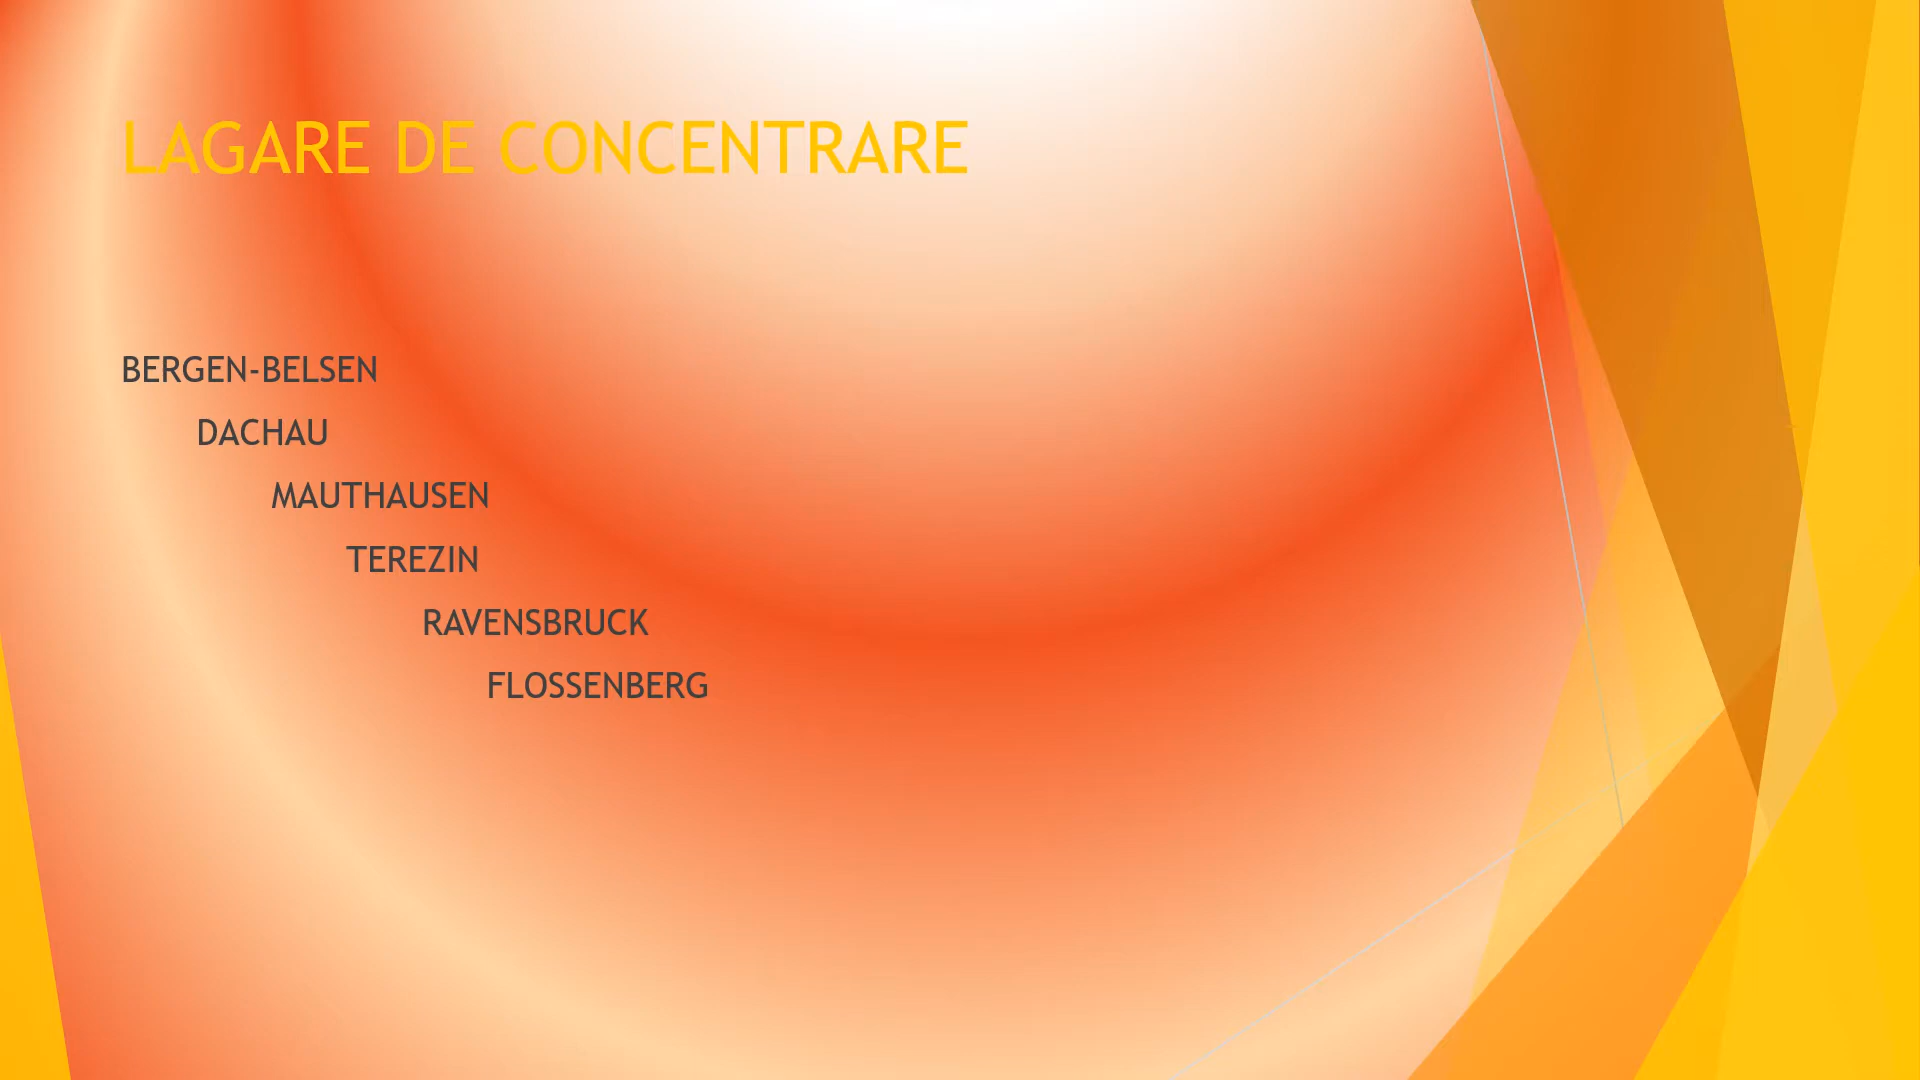 LAGARE DE CONCENTRARE
BERGEN-BELSEN
DACHAU
MAUTHAUSEN
TEREZIN
RAVENSBRUCK
FLOSSENBERG